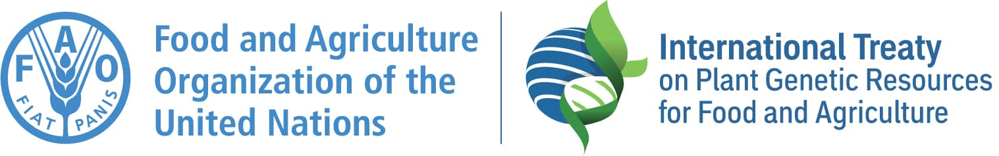 F A O
FIAT PANIS
Food and Agriculture
Organization of the
United Nations
International Treaty
on Plant Genetic Resources
for Food and Agriculture